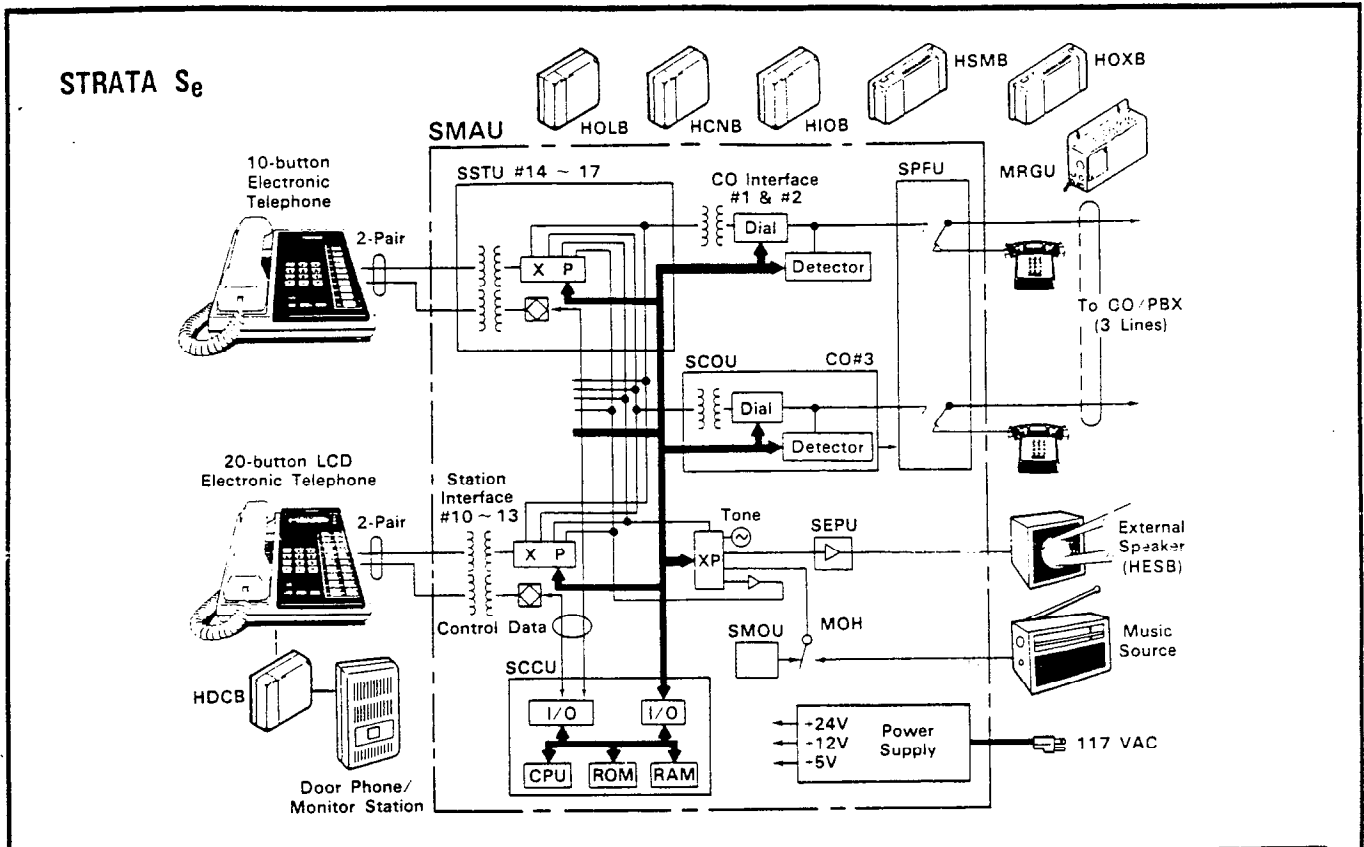 STRATA Se
HOLB
HCNB
HIOB
HSMB
HOXB
MRGU
SMAU
10-button
Electronic
Telephone
2-Pair
SSTU #14 ~ 17
X P
CO Interface
#1 & #2
Dial
Detector
SPFU
To CO/PBX
(3 Lines)
SCOU
CO#3
Dial
Detector
20-button LCD
Electronic Telephone
2-Pair
Station
Interface
#10 ~ 13
X P
Control Data
Tone
XP
SEPU
External
Speaker
(HESB)
MOH
SMOU
Music
Source
HDCB
Door Phone/
Monitor Station
SCCU
I/O
I/O
CPU
ROM
RAM
Power
Supply
+24V
-12V
-5V
117 VAC